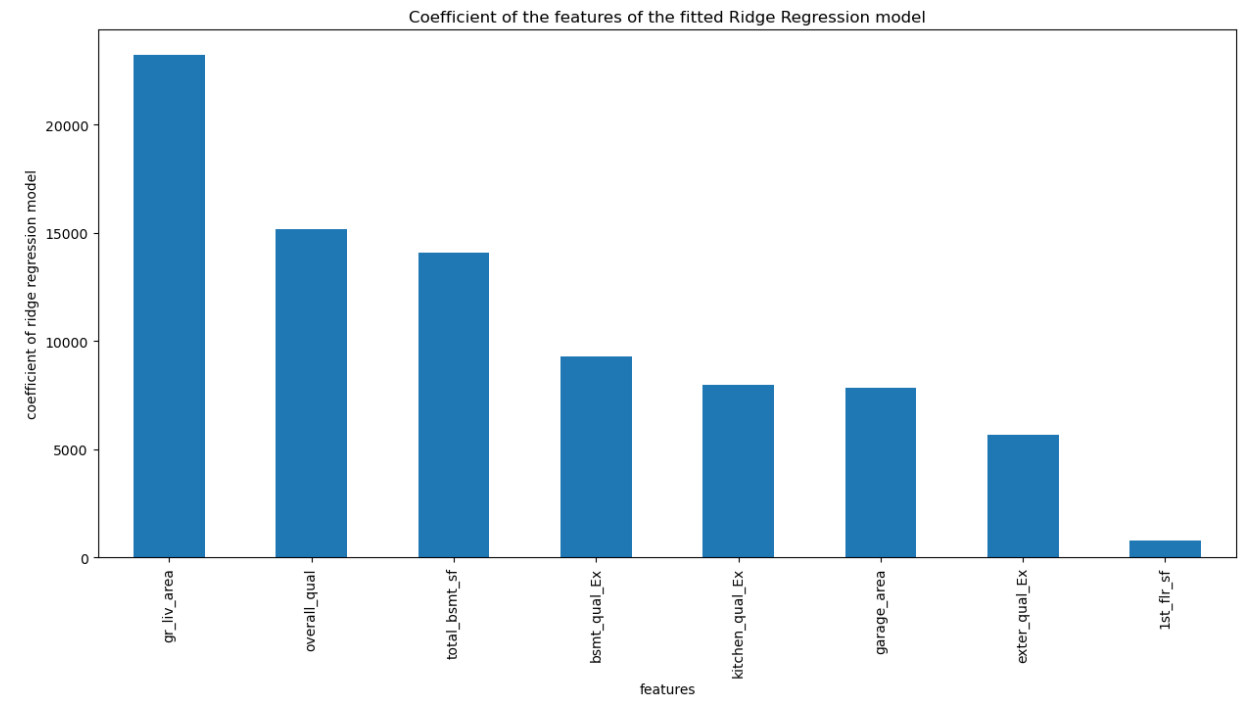 Coefficient of the features of the fitted Ridge Regression model
coefficient of ridge regression model
20000
15000
10000
5000
0
gr_liv_area
overall_qual
total_bsmt_sf
bsmt_qual_Ex
kitchen_qual_Ex
garage_area
exter_qual_Ex
1st_flr_sf
features